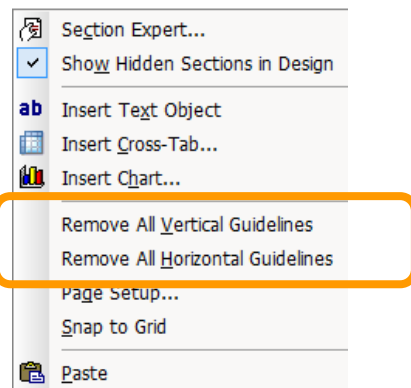 Section Expert...
Show Hidden Sections in Design
ab Insert Text Object
Insert Cross-Tab...
Insert Chart...
Remove All Vertical Guidelines
Remove All Horizontal Guidelines
Page Setup...
Snap to Grid
Paste